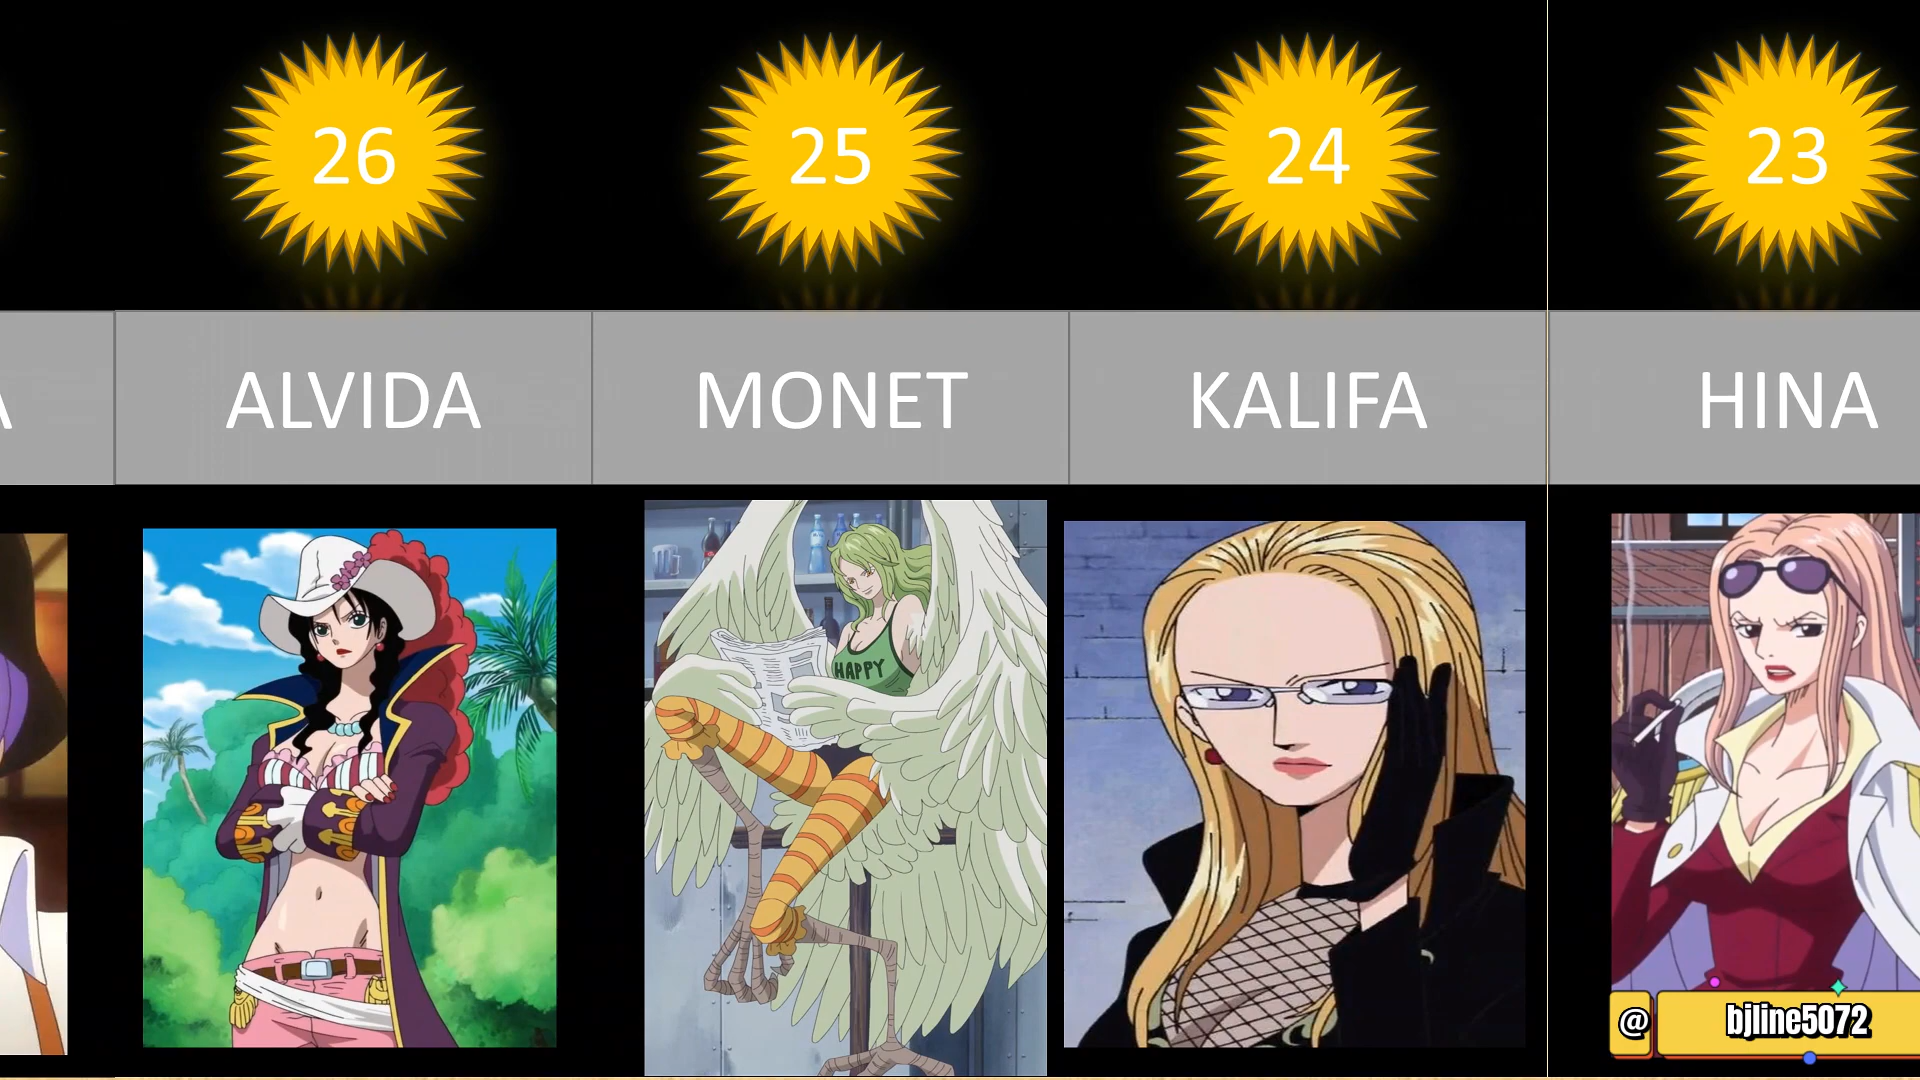 26
25
24
23
A
ALVIDA
MONET
KALIFA
HINA
HAPPY
@ bjline5072